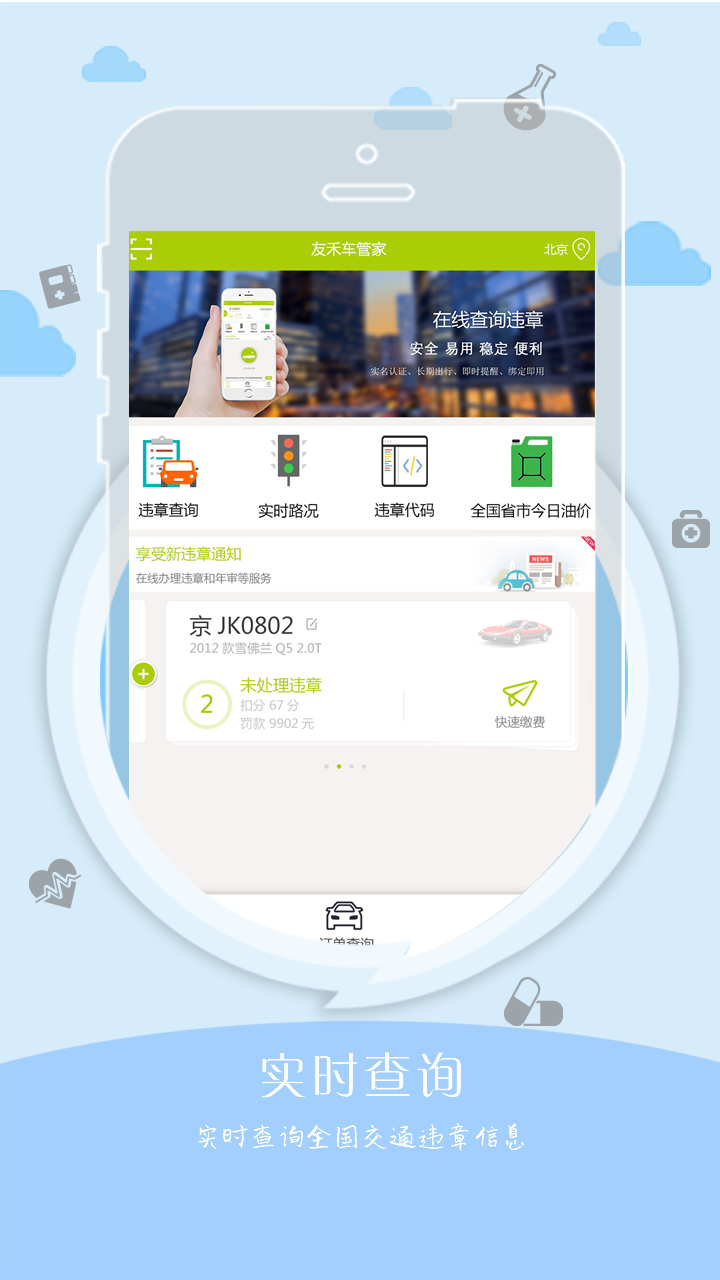 友禾车管家
北京
在线查询违章
安全 易用 稳定 便利
实名认证、长期出行、即时提醒、绑定即用
违章查询
实时路况
违章代码
全国省市今日油价
享受新违章通知
在线办理违章和年审等服务
NEWS
京 JK0802
2012 款雪佛兰 Q5 2.0T
2
未处理违章
扣分 67 分
罚款 9902 元
快速缴费
订单查询
实时查询
实时查询全国交通违章信息